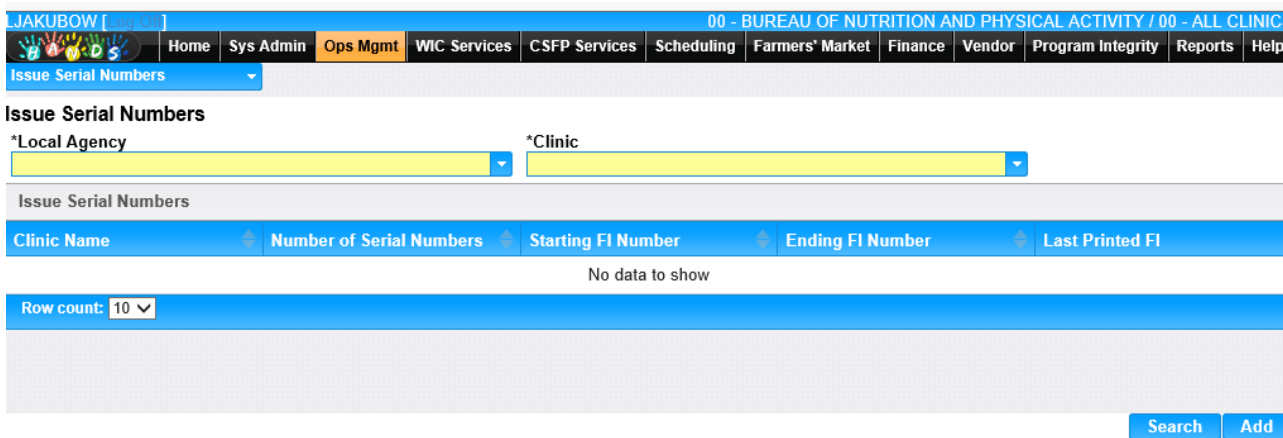 LJAKUBOW [Log Off] 00 - BUREAU OF NUTRITION AND PHYSICAL ACTIVITY / 00 - ALL CLINIC
HANDS Home Sys Admin Ops Mgmt WIC Services CSFP Services Scheduling Farmers' Market Finance Vendor Program Integrity Reports Help
Issue Serial Numbers
Issue Serial Numbers
*Local Agency *Clinic
Issue Serial Numbers
Clinic Name Number of Serial Numbers Starting FI Number Ending FI Number Last Printed FI
No data to show
Row count: 10
Search Add